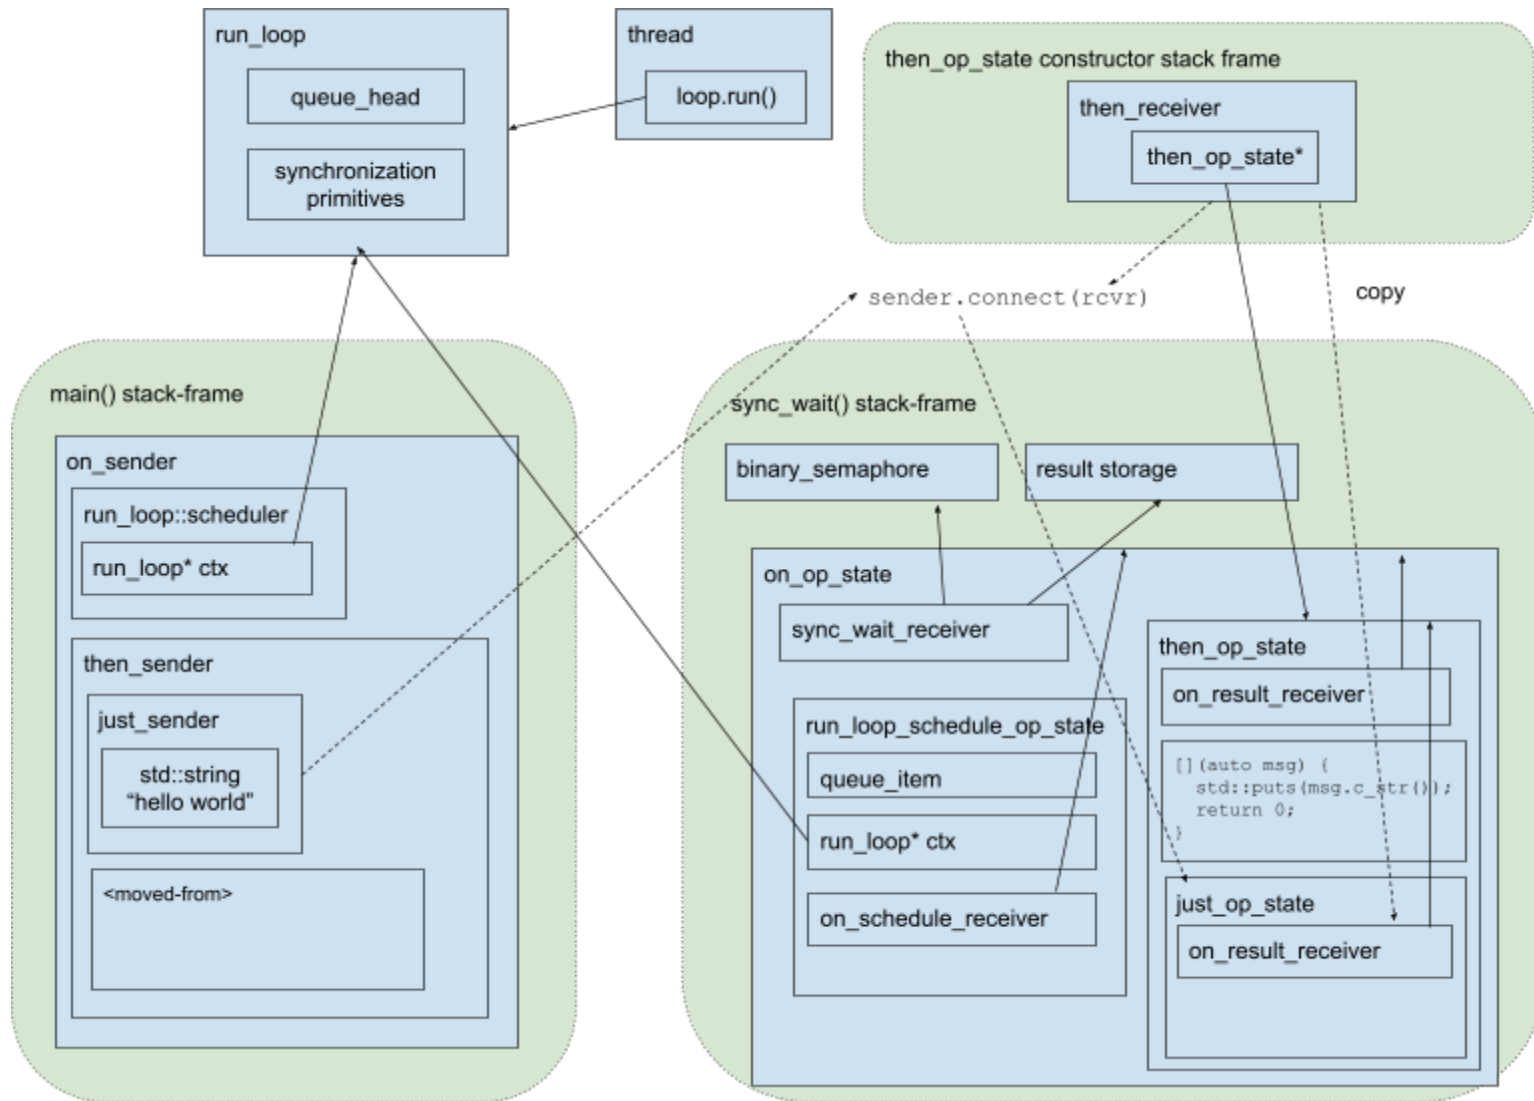 run_loop
queue_head
synchronization
primitives
thread
loop.run()
then_op_state constructor stack frame
then_receiver
then_op_state*
sender.connect(rcvr)
copy
main() stack-frame
on_sender
run_loop::scheduler
run_loop* ctx
then_sender
just_sender
std::string
“hello world”
<moved-from>
sync_wait() stack-frame
binary_semaphore
result storage
on_op_state
sync_wait_receiver
run_loop_schedule_op_state
queue_item
run_loop* ctx
on_schedule_receiver
then_op_state
on_result_receiver
[](auto msg) {
std::puts(msg.c_str());
return 0;
}
just_op_state
on_result_receiver